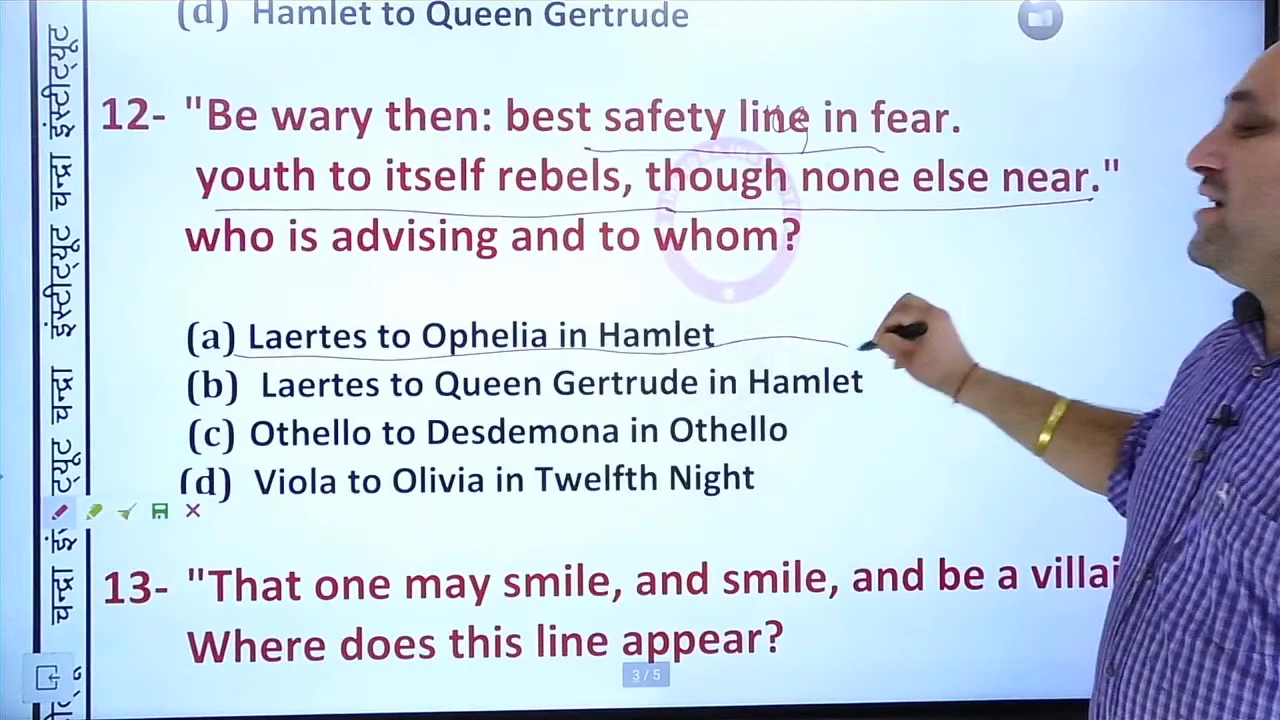 (d) Hamlet to Queen Gertrude
12- "Be wary then: best safety line in fear.
youth to itself rebels, though none else near."
who is advising and to whom?
(a) Laertes to Ophelia in Hamlet
(b) Laertes to Queen Gertrude in Hamlet
(c) Othello to Desdemona in Othello
(d) Viola to Olivia in Twelfth Night
13- "That one may smile, and smile, and be a villai
Where does this line appear?
3 / 5
इंस्टीट्यूट
यनप्रा इंस्टीट्यूट
यनप्रा